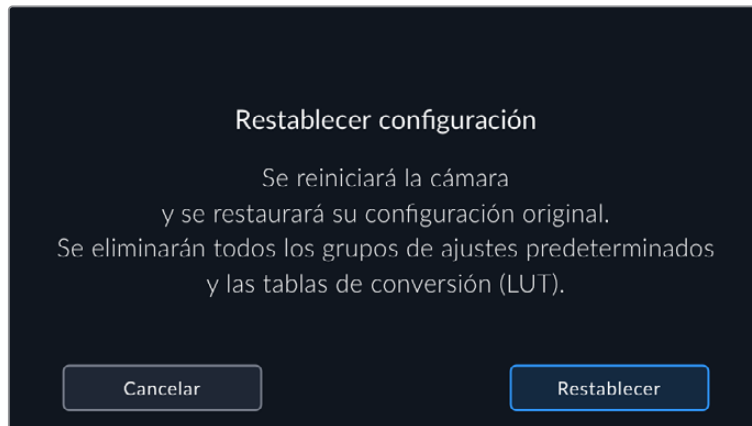 Restablecer configuración
Se reiniciará la cámara
y se restaurará su configuración original.
Se eliminarán todos los grupos de ajustes predeterminados
y las tablas de conversión (LUT).
Cancelar
Restablecer